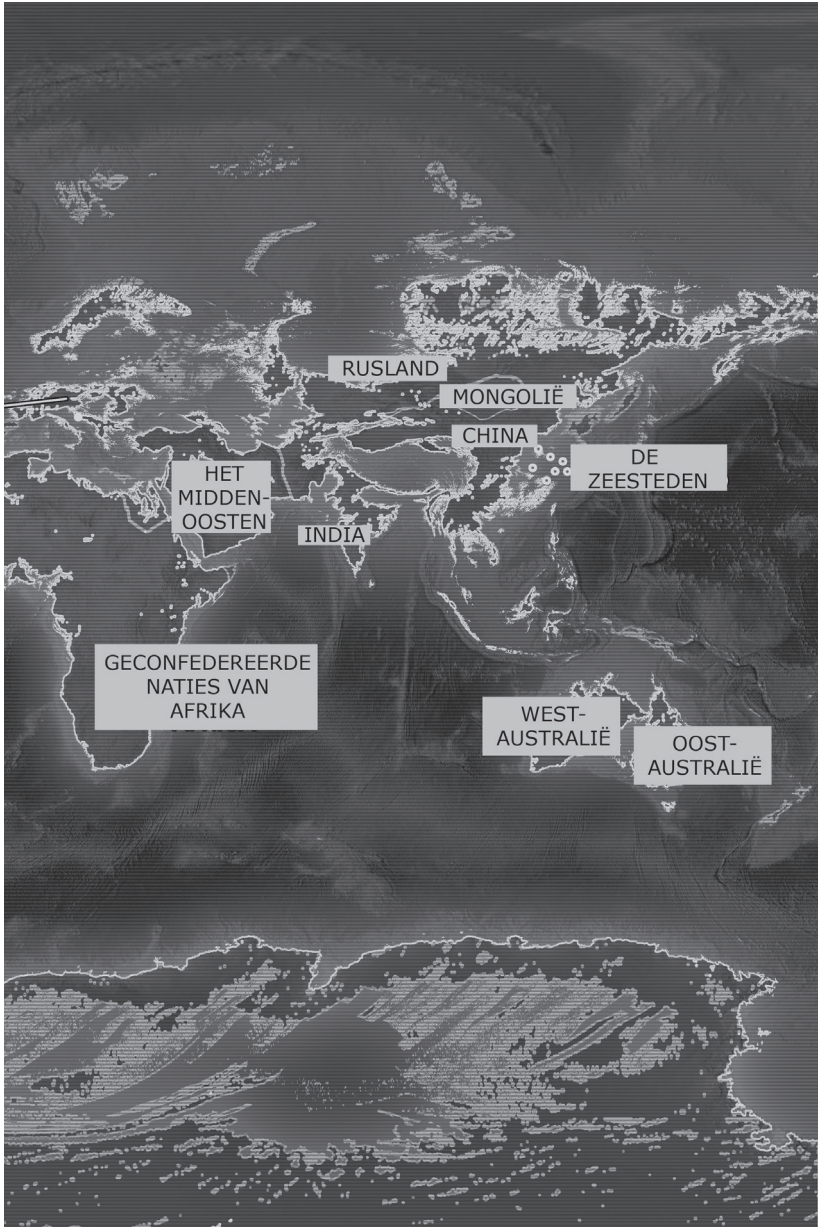 RUSLAND
MONGOLIË
CHINA
DE
ZEESTEDEN
HET
MIDDEN-
OOSTEN
INDIA
GECONFEDEREERDE
NATIES VAN
AFRIKA
WEST-
AUSTRALIË
OOST-
AUSTRALIË